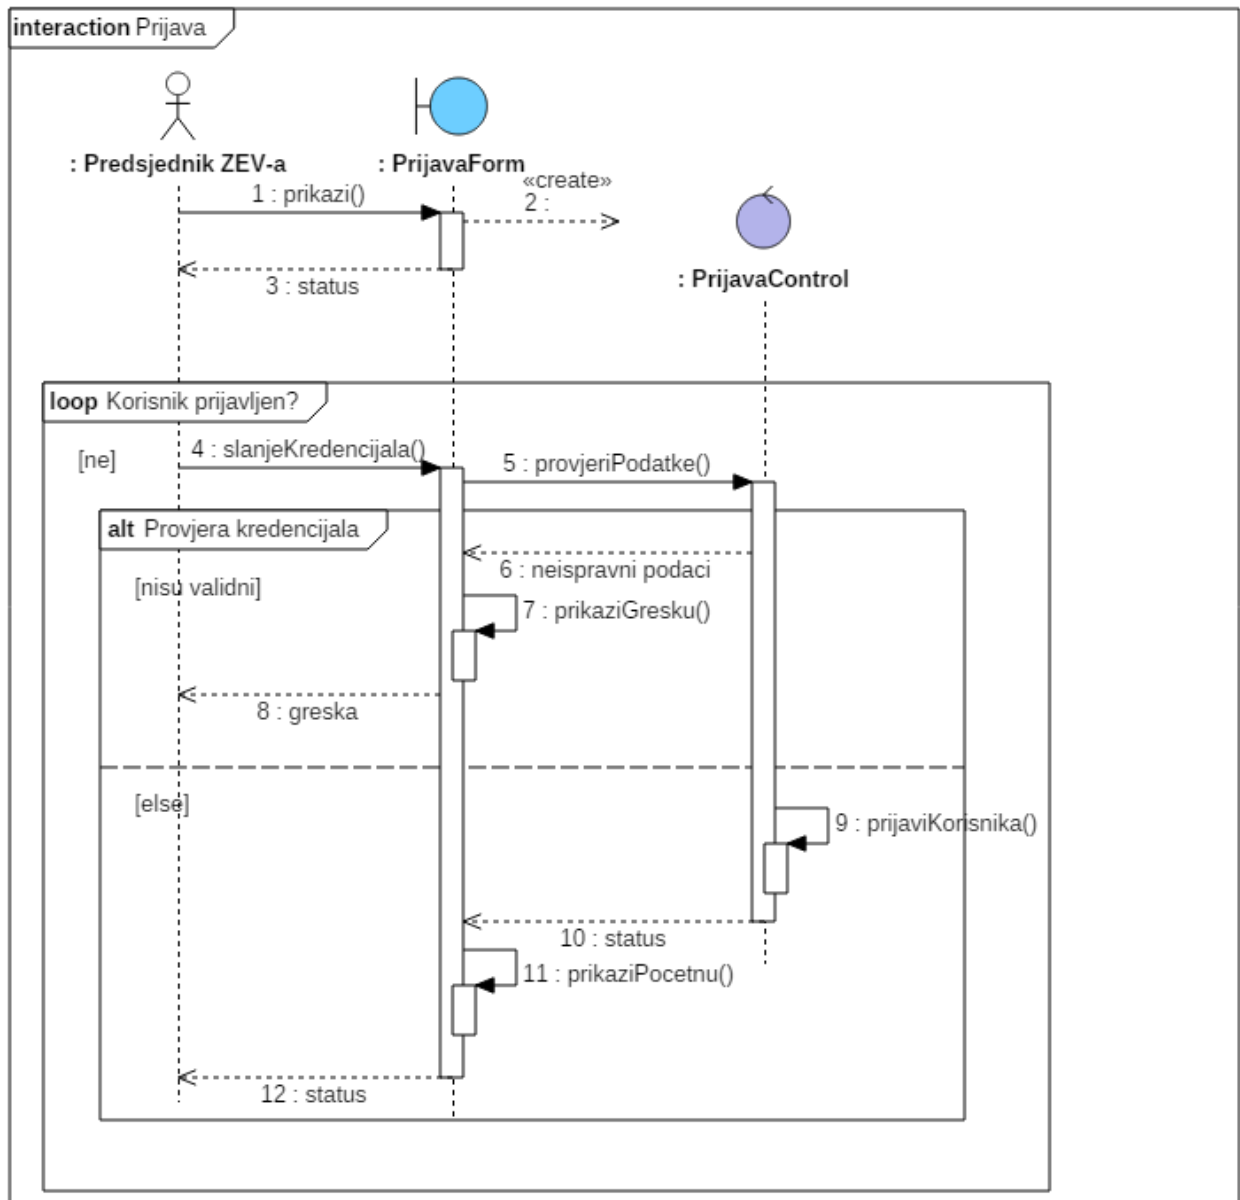 interaction Prijava
: Predsjednik ZEV-a
: PrijavaForm
«create»
1 : prikazi()
2 :
3 : status
: PrijavaControl
loop Korisnik prijavljen?
[ne]
4 : slanjeKredencijala()
5 : provjeriPodatke()
alt Provjera kredencijala
6 : neispravni podaci
[nisu validni]
7 : prikaziGresku()
8 : greska
[else]
9 : prijaviKorisnika()
10 : status
11 : prikaziPocetnu()
12 : status